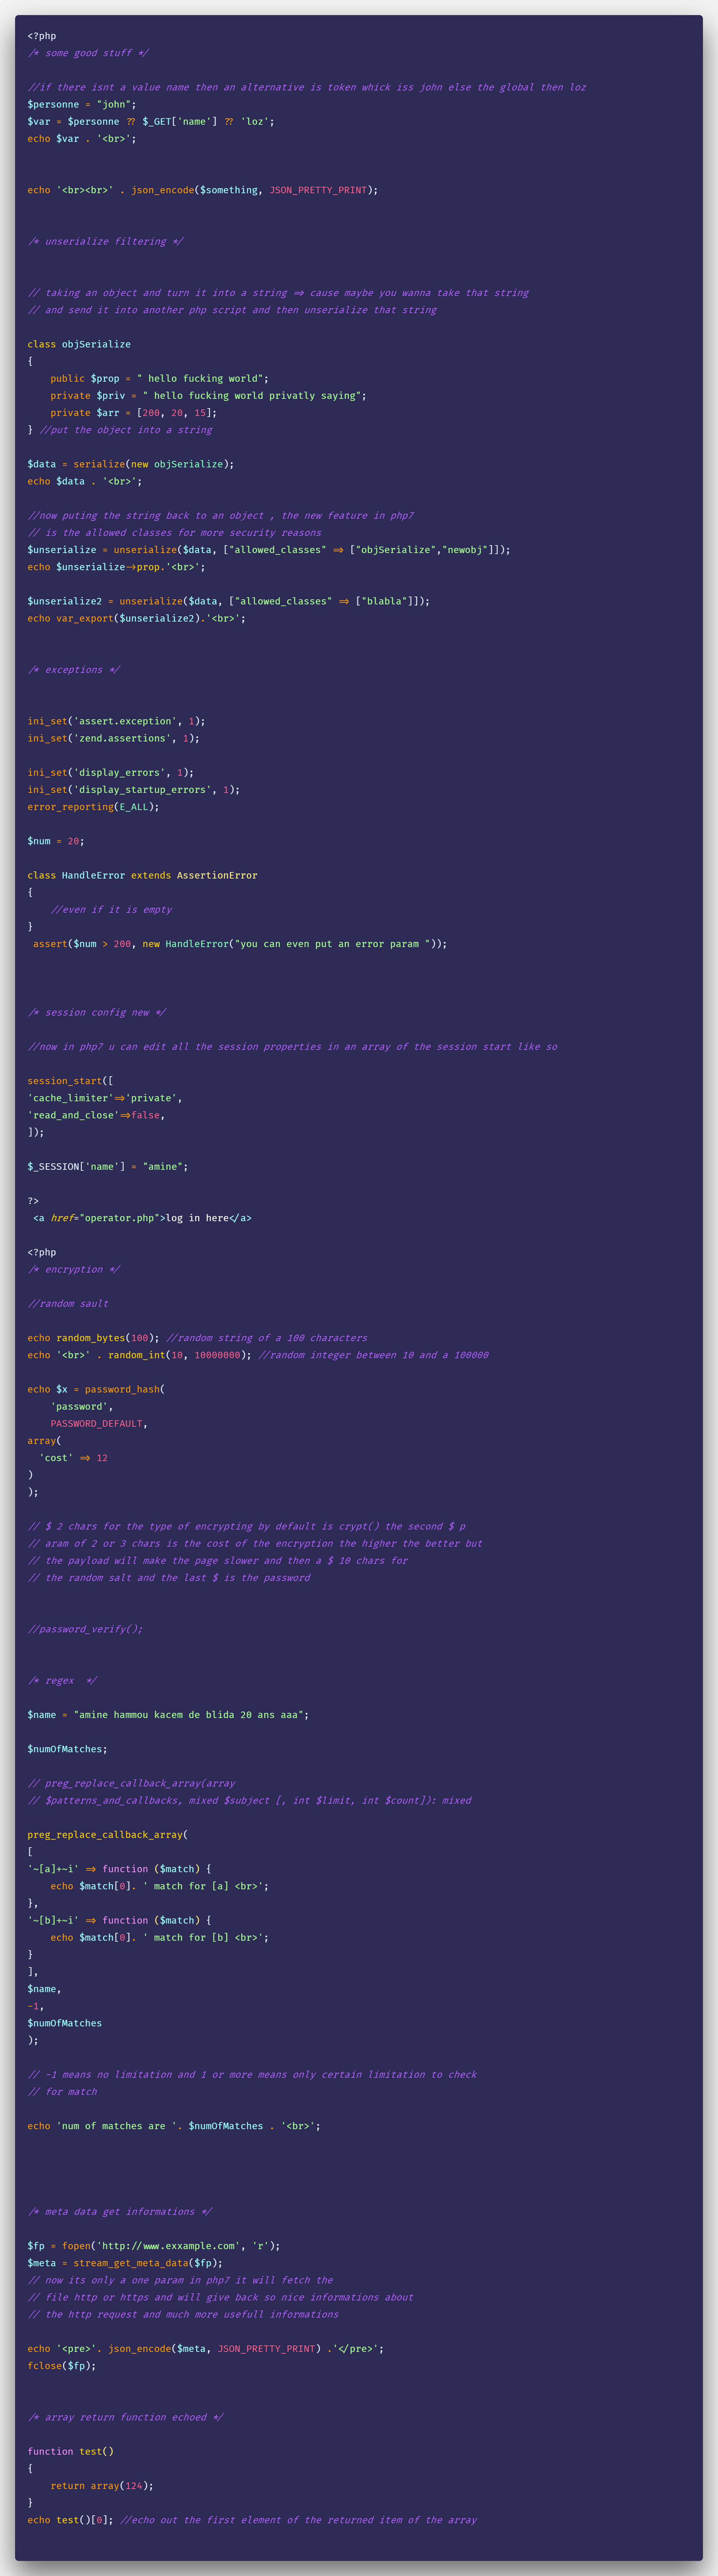 <?php
/* some good stuff */
//if there isnt a value name then an alternative is token whick iss john else the global then loz
$personne = "john";
$var = $personne ?? $_GET['name'] ?? 'loz';
echo $var . '<br>';
echo '<br><br>' . json_encode($something, JSON_PRETTY_PRINT);
/* unserialize filtering */
// taking an object and turn it into a string => cause maybe you wanna take that string
// and send it into another php script and then unserialize that string
class objSerialize
{
    public $prop = " hello fucking world";
    private $priv = " hello fucking world privatly saying";
    private $arr = [200, 20, 15];
} //put the object into a string
$data = serialize(new objSerialize);
echo $data . '<br>';
//now puting the string back to an object , the new feature in php7
// is the allowed classes for more security reasons
$unserialize = unserialize($data, ["allowed_classes" => ["objSerialize","newobj"]]);
echo $unserialize->prop.'<br>';
$unserialize2 = unserialize($data, ["allowed_classes" => ["blabla"]]);
echo var_export($unserialize2).'<br>';
/* exceptions */
ini_set('assert.exception', 1);
ini_set('zend.assertions', 1);
ini_set('display_errors', 1);
ini_set('display_startup_errors', 1);
error_reporting(E_ALL);
$num = 20;
class HandleError extends AssertionError
{
    //even if it is empty
}
 assert($num > 200, new HandleError("you can even put an error param "));
/* session config new */
//now in php7 u can edit all the session properties in an array of the session start like so
session_start([
'cache_limiter'=>'private',
'read_and_close'=>false,
]);
$_SESSION['name'] = "amine";
?>
 <a href="operator.php">log in here</a>
<?php
/* encryption */
//random sault
echo random_bytes(100); //random string of a 100 characters
echo '<br>' . random_int(10, 10000000); //random integer between 10 and a 100000
echo $x = password_hash(
    'password',
    PASSWORD_DEFAULT,
array(
  'cost' => 12
)
);
// $ 2 chars for the type of encrypting by default is crypt() the second $ p
// aram of 2 or 3 chars is the cost of the encryption the higher the better but
// the payload will make the page slower and then a $ 10 chars for
// the random salt and the last $ is the password
//password_verify();
/* regex  */
$name = "amine hammou kacem de blida 20 ans aaa";
$numOfMatches;
// preg_replace_callback_array(array
// $patterns_and_callbacks, mixed $subject [, int $limit, int $count]): mixed
preg_replace_callback_array(
[
'~[a]+~i' => function ($match) {
    echo $match[0]. ' match for [a] <br>';
},
'~[b]+~i' => function ($match) {
    echo $match[0]. ' match for [b] <br>';
}
],
$name,
-1,
$numOfMatches
);
// -1 means no limitation and 1 or more means only certain limitation to check
// for match
echo 'num of matches are '. $numOfMatches . '<br>';
/* meta data get informations */
$fp = fopen('http://www.exxample.com', 'r');
$meta = stream_get_meta_data($fp);
// now its only a one param in php7 it will fetch the
// file http or https and will give back so nice informations about
// the http request and much more usefull informations
echo '<pre>'. json_encode($meta, JSON_PRETTY_PRINT) .'</pre>';
fclose($fp);
/* array return function echoed */
function test()
{
    return array(124);
}
echo test()[0]; //echo out the first element of the returned item of the array